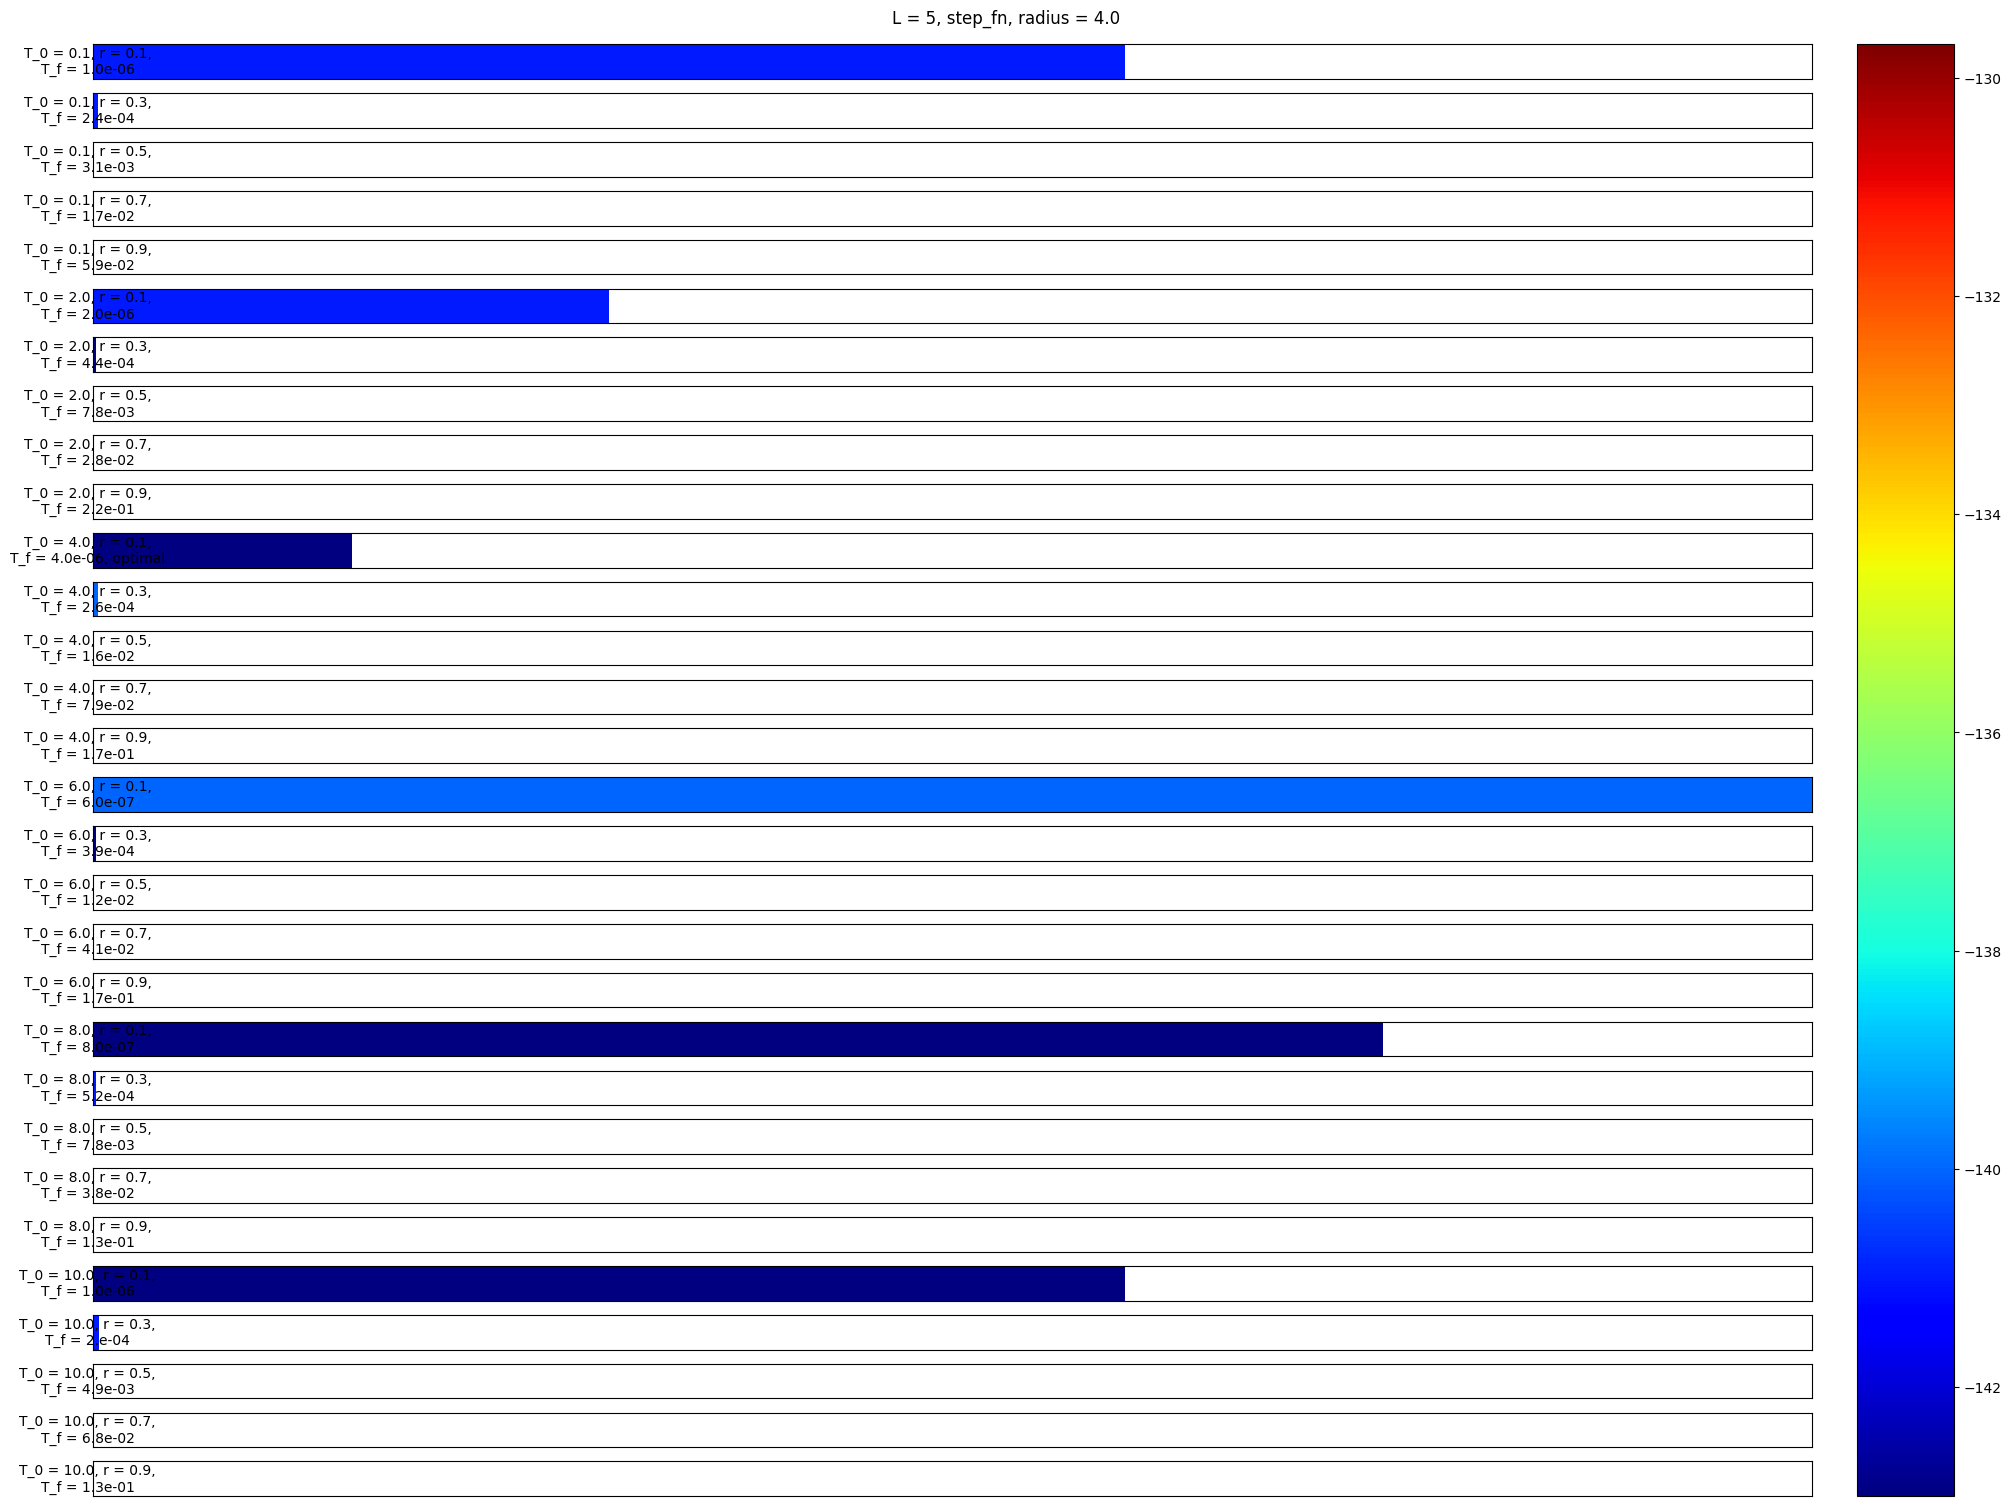 L = 5, step_fn, radius = 4.0
T_0 = 0.1, r = 0.1,
T_f = 1.0e-06
T_0 = 0.1, r = 0.3,
T_f = 2.4e-04
T_0 = 0.1, r = 0.5,
T_f = 3.1e-03
T_0 = 0.1, r = 0.7,
T_f = 1.7e-02
T_0 = 0.1, r = 0.9,
T_f = 5.9e-02
T_0 = 2.0, r = 0.1,
T_f = 2.0e-06
T_0 = 2.0, r = 0.3,
T_f = 4.4e-04
T_0 = 2.0, r = 0.5,
T_f = 7.8e-03
T_0 = 2.0, r = 0.7,
T_f = 2.8e-02
T_0 = 2.0, r = 0.9,
T_f = 2.2e-01
T_0 = 4.0, r = 0.1,
T_f = 4.0e-06, optimal
T_0 = 4.0, r = 0.3,
T_f = 2.6e-04
T_0 = 4.0, r = 0.5,
T_f = 1.6e-02
T_0 = 4.0, r = 0.7,
T_f = 7.9e-02
T_0 = 4.0, r = 0.9,
T_f = 1.7e-01
T_0 = 6.0, r = 0.1,
T_f = 6.0e-07
T_0 = 6.0, r = 0.3,
T_f = 3.9e-04
T_0 = 6.0, r = 0.5,
T_f = 1.2e-02
T_0 = 6.0, r = 0.7,
T_f = 4.1e-02
T_0 = 6.0, r = 0.9,
T_f = 1.7e-01
T_0 = 8.0, r = 0.1,
T_f = 8.0e-07
T_0 = 8.0, r = 0.3,
T_f = 5.2e-04
T_0 = 8.0, r = 0.5,
T_f = 7.8e-03
T_0 = 8.0, r = 0.7,
T_f = 3.8e-02
T_0 = 8.0, r = 0.9,
T_f = 1.3e-01
T_0 = 10.0, r = 0.1,
T_f = 1.0e-06
T_0 = 10.0, r = 0.3,
T_f = e-04
T_0 = 10.0, r = 0.5,
T_f = 4.9e-03
T_0 = 10.0, r = 0.7,
T_f = 6.8e-02
T_0 = 10.0, r = 0.9,
T_f = 1.3e-01
−130
−132
−134
−136
−138
−140
−142